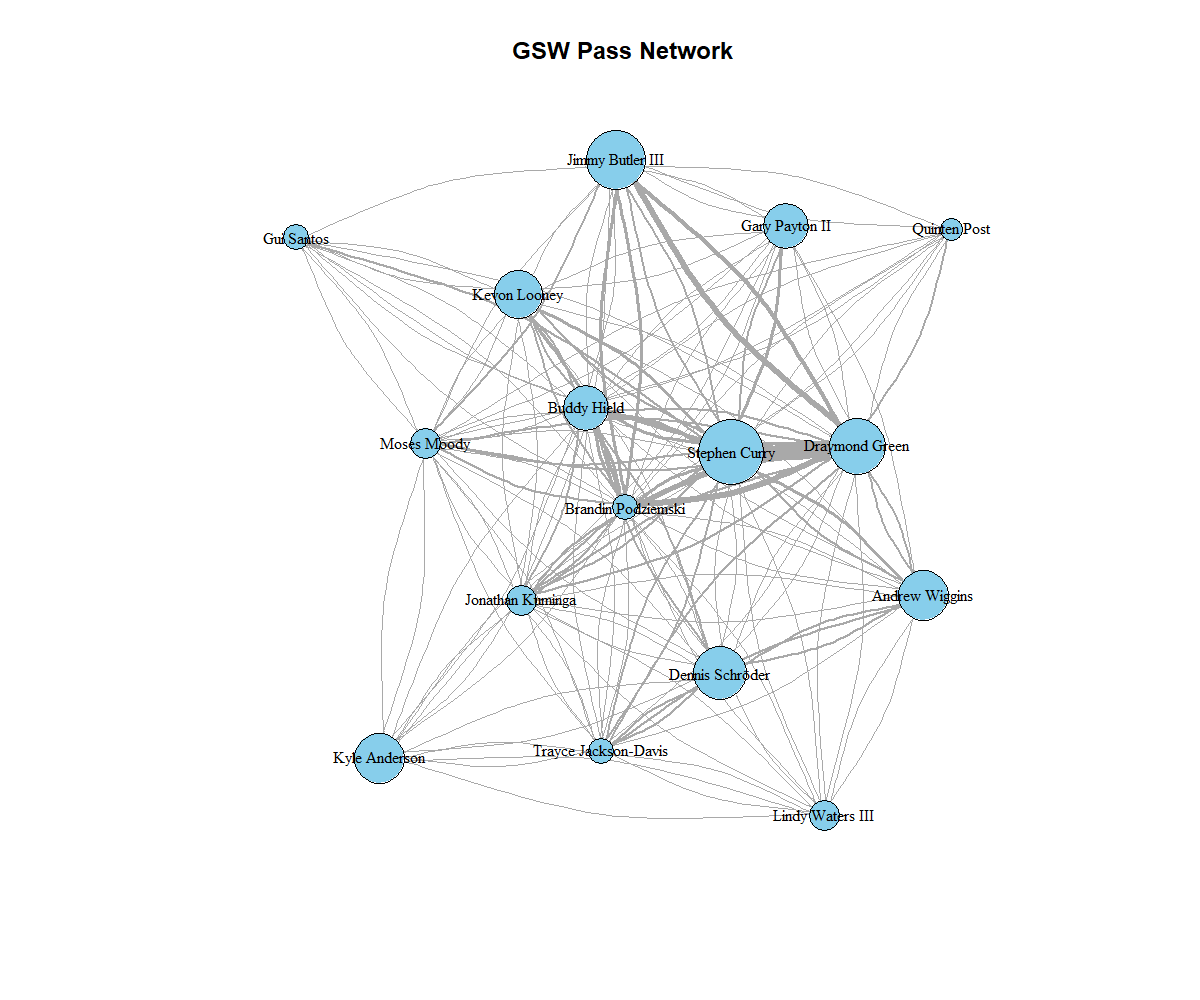 GSW Pass Network
Jimmy Butler III
Gary Payton II
Quinten Post
Gui Santos
Kevon Looney
Buddy Hield
Moses Moody
Stephen Curry
Draymond Green
Brandin Podziemski
Jonathan Kuminga
Andrew Wiggins
Dennis Schröder
Trayce Jackson-Davis
Kyle Anderson
Lindy Waters III